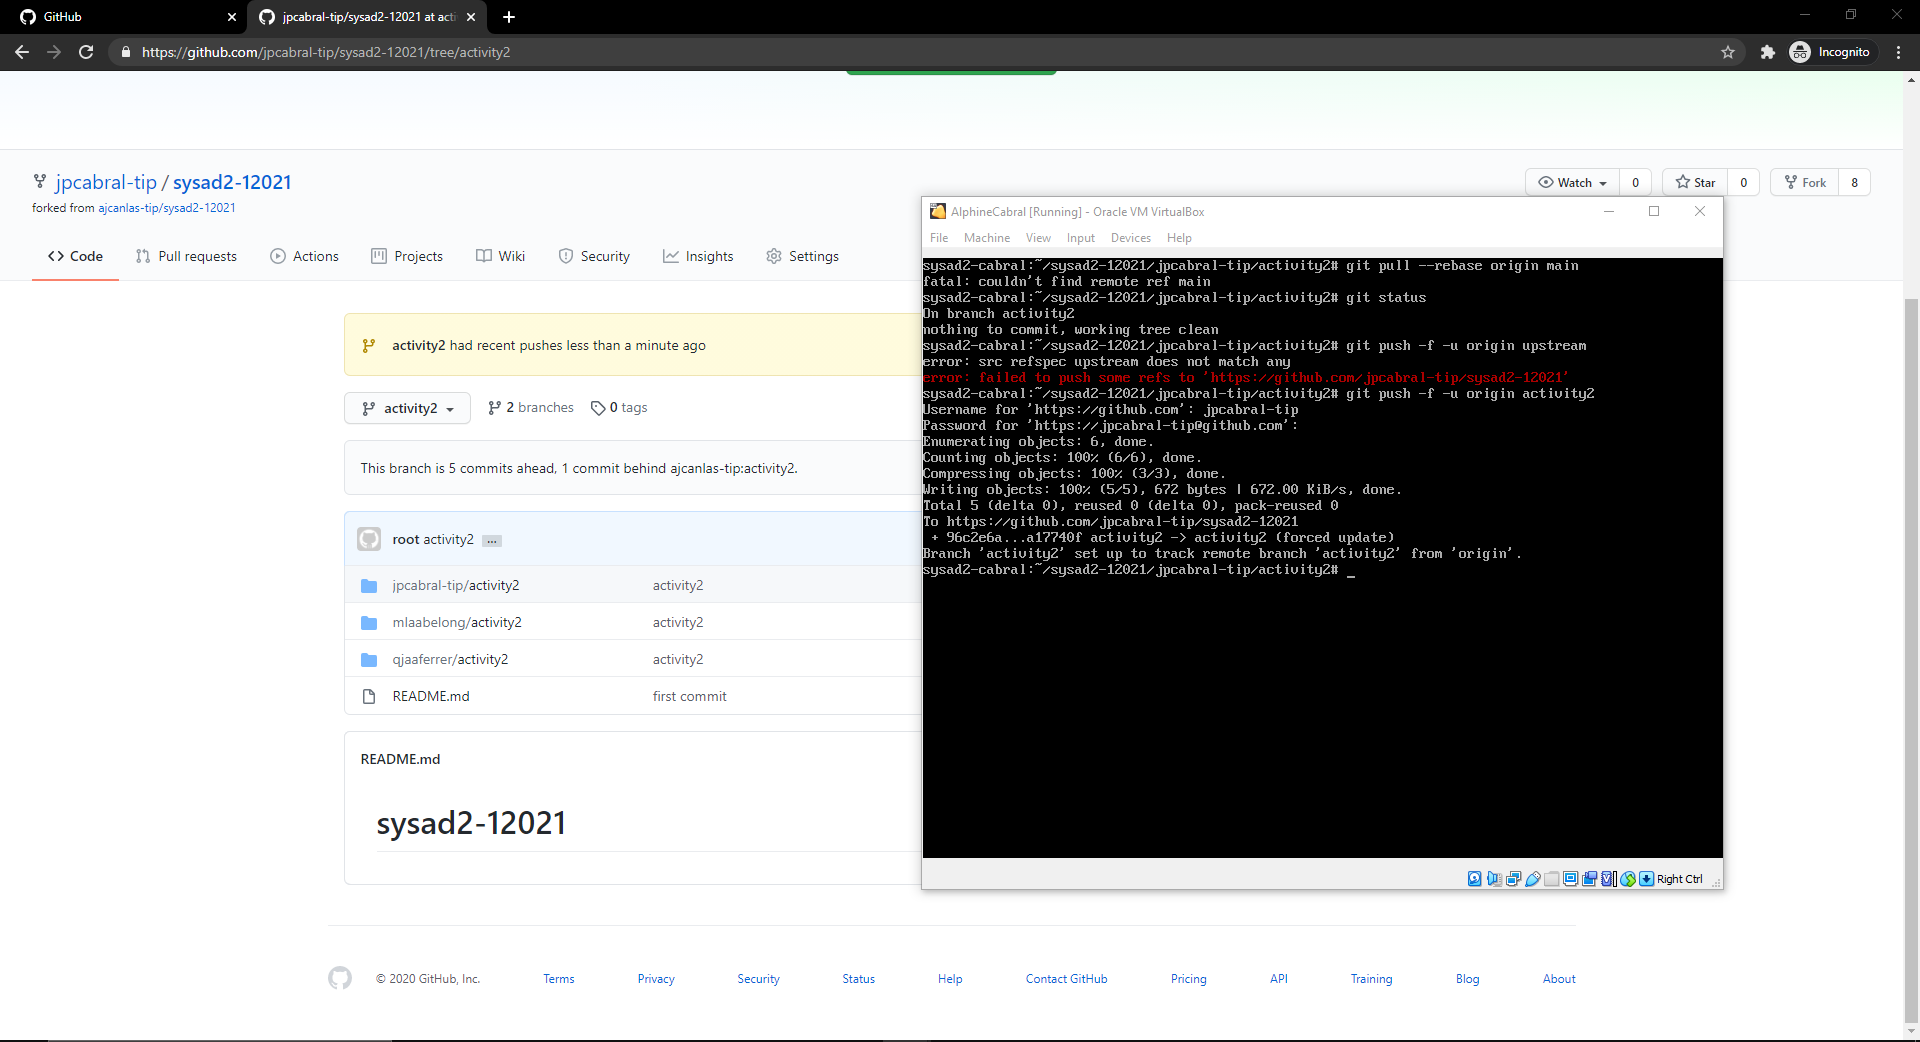 GitHub
jpcabral-tip/sysad2-12021 at acti
https://github.com/jpcabral-tip/sysad2-12021/tree/activity2
Incognito
jpcabral-tip / sysad2-12021
forked from ajcanlas-tip/sysad2-12021
Watch 0
Star 0
Fork 8
Code
Pull requests
Actions
Projects
Wiki
Security
Insights
Settings
activity2 had recent pushes less than a minute ago
activity2
2 branches
0 tags
This branch is 5 commits ahead, 1 commit behind ajcanlas-tip:activity2.
root activity2 ...
jpcabral-tip/activity2 activity2
mlaabelong/activity2 activity2
qjaaferrer/activity2 activity2
README.md first commit
README.md
sysad2-12021
AlphineCabral [Running] - Oracle VM VirtualBox
File Machine View Input Devices Help
sysad2-cabral:~/sysad2-12021/jpcabral-tip/activity2# git pull --rebase origin main
fatal: couldn't find remote ref main
sysad2-cabral:~/sysad2-12021/jpcabral-tip/activity2# git status
On branch activity2
nothing to commit, working tree clean
sysad2-cabral:~/sysad2-12021/jpcabral-tip/activity2# git push -f -u origin upstream
error: src refspec upstream does not match any
error: failed to push some refs to 'https://github.com/jpcabral-tip/sysad2-12021'
sysad2-cabral:~/sysad2-12021/jpcabral-tip/activity2# git push -f -u origin activity2
Username for 'https://github.com': jpcabral-tip
Password for 'https://jpcabral-tip@github.com':
Enumerating objects: 6, done.
Counting objects: 100% (6/6), done.
Compressing objects: 100% (3/3), done.
Writing objects: 100% (5/5), 672 bytes | 672.00 KiB/s, done.
Total 5 (delta 0), reused 0 (delta 0), pack-reused 0
To https://github.com/jpcabral-tip/sysad2-12021
 + 96c2e6a...a17740f activity2 -> activity2 (forced update)
Branch 'activity2' set up to track remote branch 'activity2' from 'origin'.
sysad2-cabral:~/sysad2-12021/jpcabral-tip/activity2# _
Right Ctrl
© 2020 GitHub, Inc. Terms Privacy Security Status Help Contact GitHub Pricing API Training Blog About